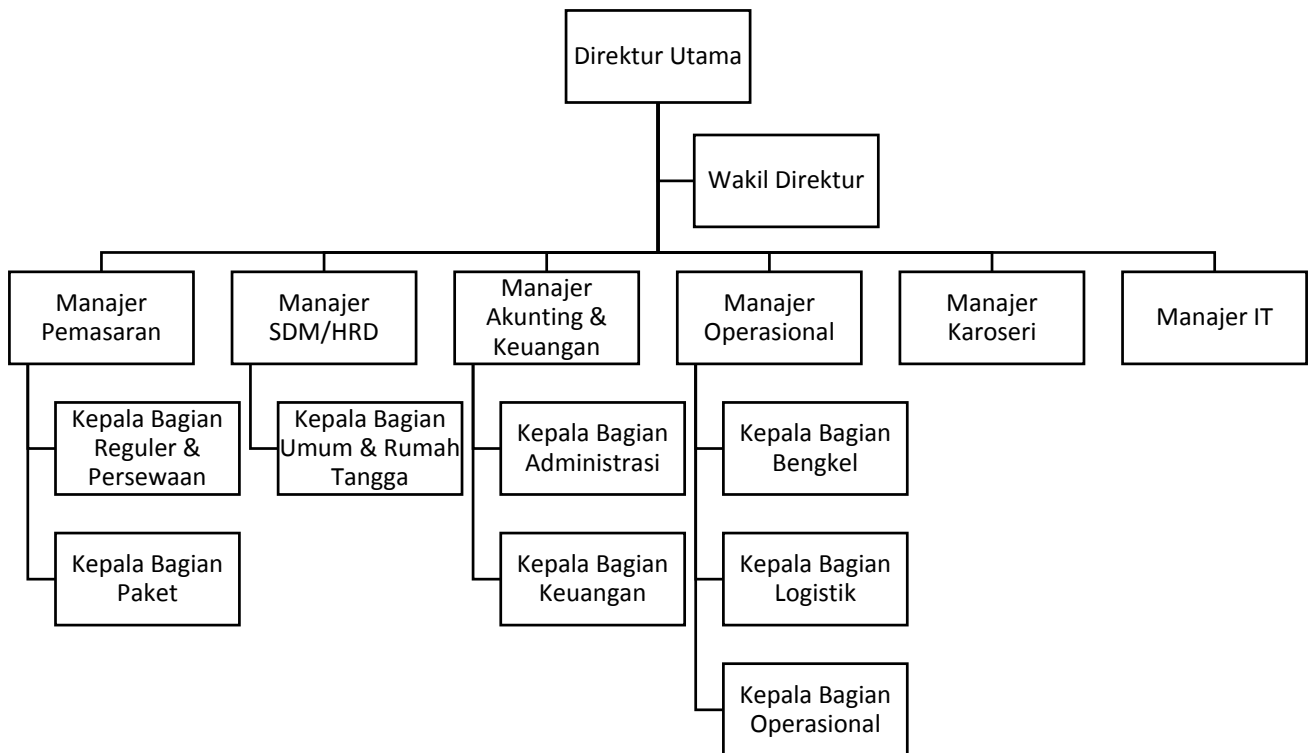 Direktur Utama
Wakil Direktur
Manajer
Pemasaran
Manajer
SDM/HRD
Manajer
Akunting &
Keuangan
Manajer
Operasional
Manajer
Karoseri
Manajer IT
Kepala Bagian
Reguler &
Persewaan
Kepala Bagian
Umum & Rumah
Tangga
Kepala Bagian
Administrasi
Kepala Bagian
Bengkel
Kepala Bagian
Paket
Kepala Bagian
Keuangan
Kepala Bagian
Logistik
Kepala Bagian
Operasional